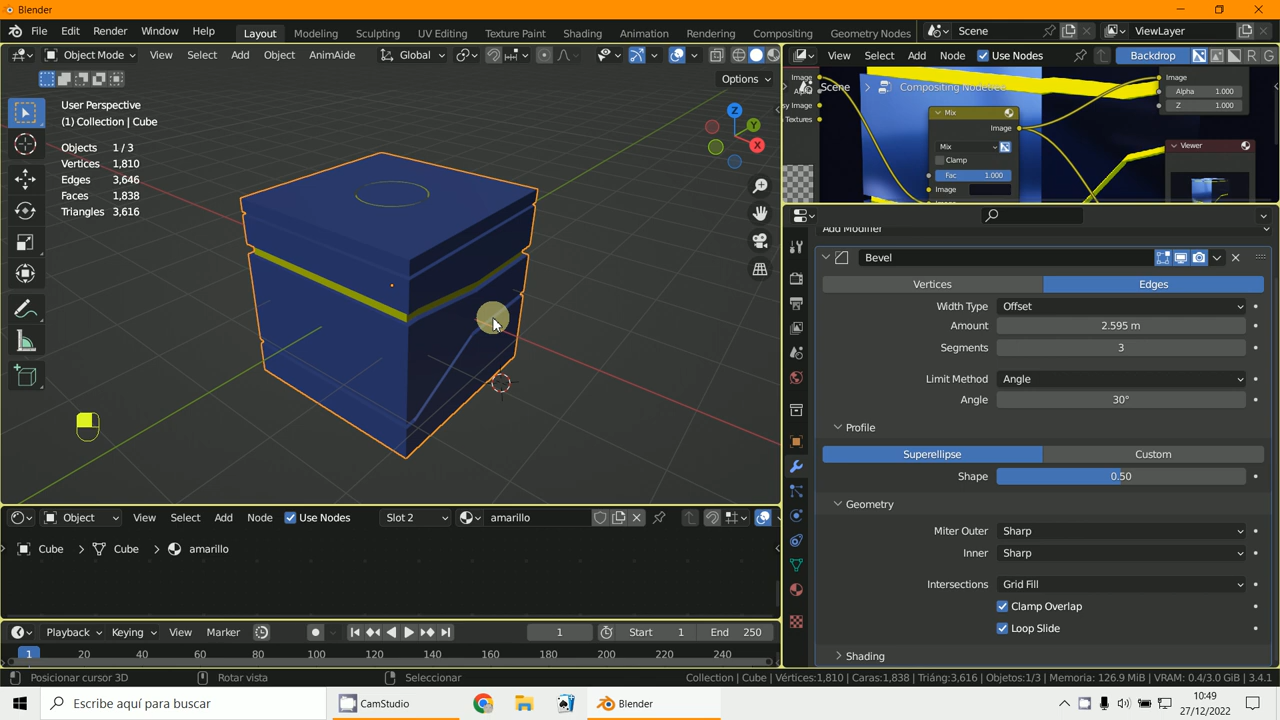 Blender
File Edit Render Window Help Layout Modeling Sculpting UV Editing Texture Paint Shading Animation Rendering Compositing Geometry Nodes Scene ViewLayer
Object Mode View Select Add Object AnimAide Global
View Select Add Node Use Nodes Backdrop R G
Options
User Perspective
(1) Collection | Cube
Objects 1 / 3
Vertices 1,810
Edges 3,646
Faces 1,838
Triangles 3,616
Z Y X
Image
Scene
Textures
Mix
Image
Mix
Clamp
Fac 1.000
Image
Image
Alpha 1.000
Z 1.000
Viewer
Add Modifier
Bevel
Vertices Edges
Width Type Offset
Amount 2.595 m
Segments 3
Limit Method Angle
Angle 30°
Profile
Superellipse Custom
Shape 0.50
Geometry
Miter Outer Sharp
Inner Sharp
Intersections Grid Fill
Clamp Overlap
Loop Slide
Shading
Object View Select Add Node Use Nodes Slot 2 amarillo
Cube > Cube > amarillo
Playback Keying View Marker 1 Start 1 End 250
1 20 40 60 80 100 120 140 160 180 200 220 240
Posicionar cursor 3D Rotar vista Seleccionar Collection | Cube | Vértices:1,810 | Caras:1,838 | Triáng:3,616 | Objetos:1/3 | Memoria: 126.9 MiB | VRAM: 0.4/3.0 GiB | 3.4.1
Escribe aquí para buscar CamStudio Blender
10:49
27/12/2022